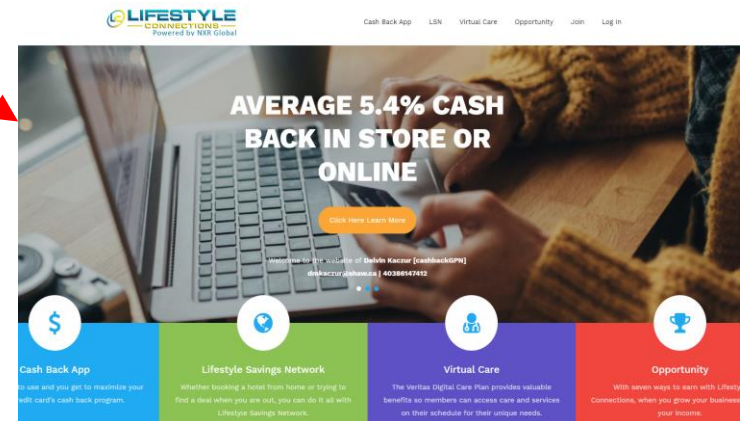 LIFESTYLE
CONNECTIONS
Powered by NXR Global
Cash Back App LSN Virtual Care Opportunity Join Log In
AVERAGE 5.4% CASH
BACK IN STORE OR
ONLINE
Click Here Learn More
Welcome to the website of Delvin Kaczur [cashbackGPN]
dmkaczur@shaw.ca | 40386147412
Cash Back App
to use and you get to maximize your
credit card's cash back program.
Lifestyle Savings Network
Whether booking a hotel from home or trying to
find a deal when you are out, you can do it all with
Lifestyle Savings Network.
Virtual Care
The Veritas Digital Care Plan provides valuable
benefits so members can access care and services
on their schedule for their unique needs.
Opportunity
With seven ways to earn with Lifesty
Connections, when you grow your business
your income.